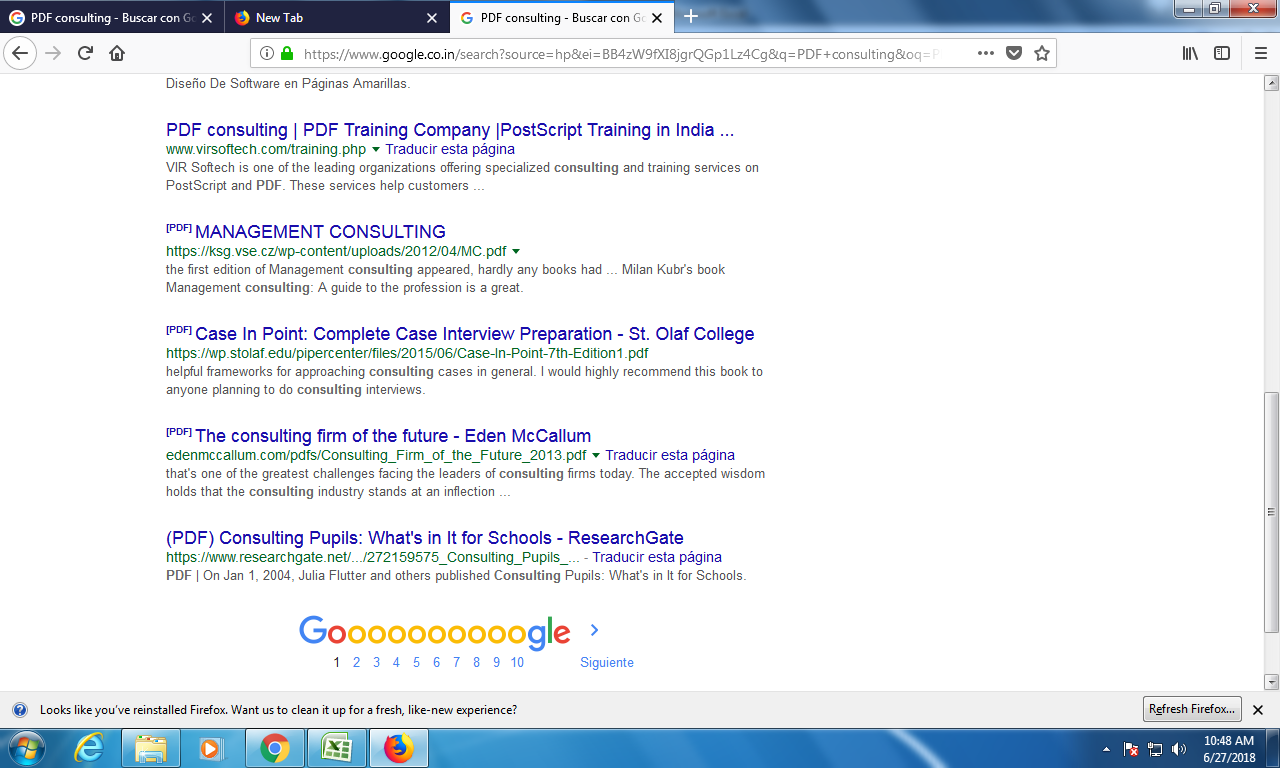 PDF consulting - Buscar con Go
New Tab
PDF consulting - Buscar con Go
https://www.google.co.in/search?source=hp&ei=BB4zW9fXI8jgrQGp1Lz4Cg&q=PDF+consulting&oq=P
Diseño De Software en Páginas Amarillas.
PDF consulting | PDF Training Company |PostScript Training in India ...
www.virsoftech.com/training.php Traducir esta página
VIR Softech is one of the leading organizations offering specialized consulting and training services on
PostScript and PDF. These services help customers ...
[PDF] MANAGEMENT CONSULTING
https://ksg.vse.cz/wp-content/uploads/2012/04/MC.pdf
the first edition of Management consulting appeared, hardly any books had ... Milan Kubr's book
Management consulting: A guide to the profession is a great.
[PDF] Case In Point: Complete Case Interview Preparation - St. Olaf College
https://wp.stolaf.edu/pipercenter/files/2015/06/Case-In-Point-7th-Edition1.pdf
helpful frameworks for approaching consulting cases in general. I would highly recommend this book to
anyone planning to do consulting interviews.
[PDF] The consulting firm of the future - Eden McCallum
edenmccallum.com/pdfs/Consulting_Firm_of_the_Future_2013.pdf Traducir esta página
that's one of the greatest challenges facing the leaders of consulting firms today. The accepted wisdom
holds that the consulting industry stands at an inflection ...
(PDF) Consulting Pupils: What's in It for Schools - ResearchGate
https://www.researchgate.net/.../272159575_Consulting_Pupils_... - Traducir esta página
PDF | On Jan 1, 2004, Julia Flutter and others published Consulting Pupils: What's in It for Schools.
Goooooooooogle
1 2 3 4 5 6 7 8 9 10 Siguiente
Looks like you've reinstalled Firefox. Want us to clean it up for a fresh, like-new experience?
Refresh Firefox...
10:48 AM
6/27/2018